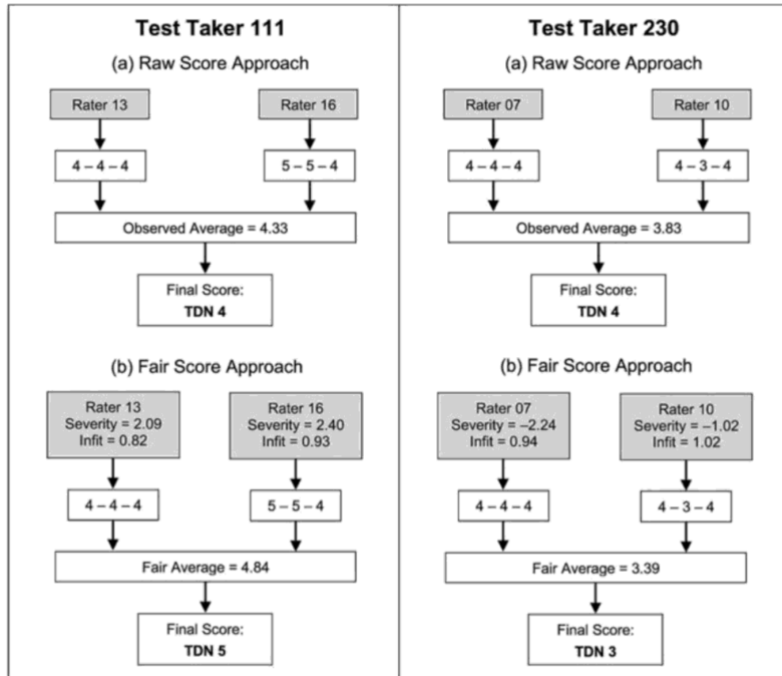 Test Taker 111
(a) Raw Score Approach
Rater 13
Rater 16
4 – 4 – 4
5 – 5 – 4
Observed Average = 4.33
Final Score:
TDN 4
(b) Fair Score Approach
Rater 13
Severity = 2.09
Infit = 0.82
Rater 16
Severity = 2.40
Infit = 0.93
4 – 4 – 4
5 – 5 – 4
Fair Average = 4.84
Final Score:
TDN 5
Test Taker 230
(a) Raw Score Approach
Rater 07
Rater 10
4 – 4 – 4
4 – 3 – 4
Observed Average = 3.83
Final Score:
TDN 4
(b) Fair Score Approach
Rater 07
Severity = –2.24
Infit = 0.94
Rater 10
Severity = –1.02
Infit = 1.02
4 – 4 – 4
4 – 3 – 4
Fair Average = 3.39
Final Score:
TDN 3